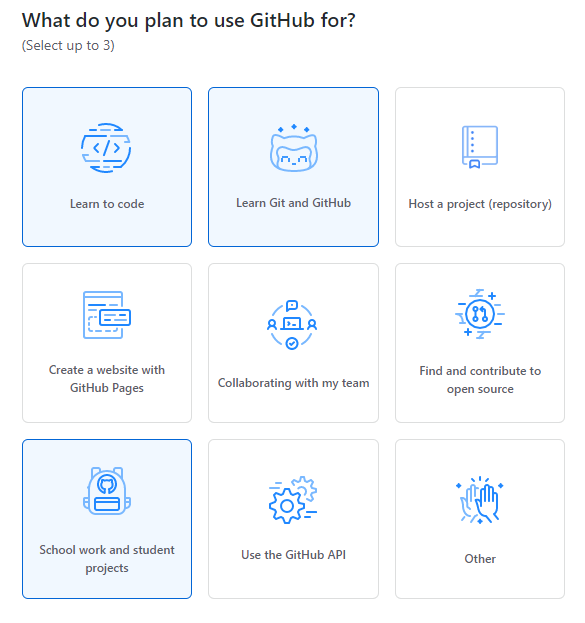 What do you plan to use GitHub for?
(Select up to 3)
Learn to code
Learn Git and GitHub
Host a project (repository)
Create a website with
GitHub Pages
Collaborating with my team
Find and contribute to
open source
School work and student
projects
Use the GitHub API
Other